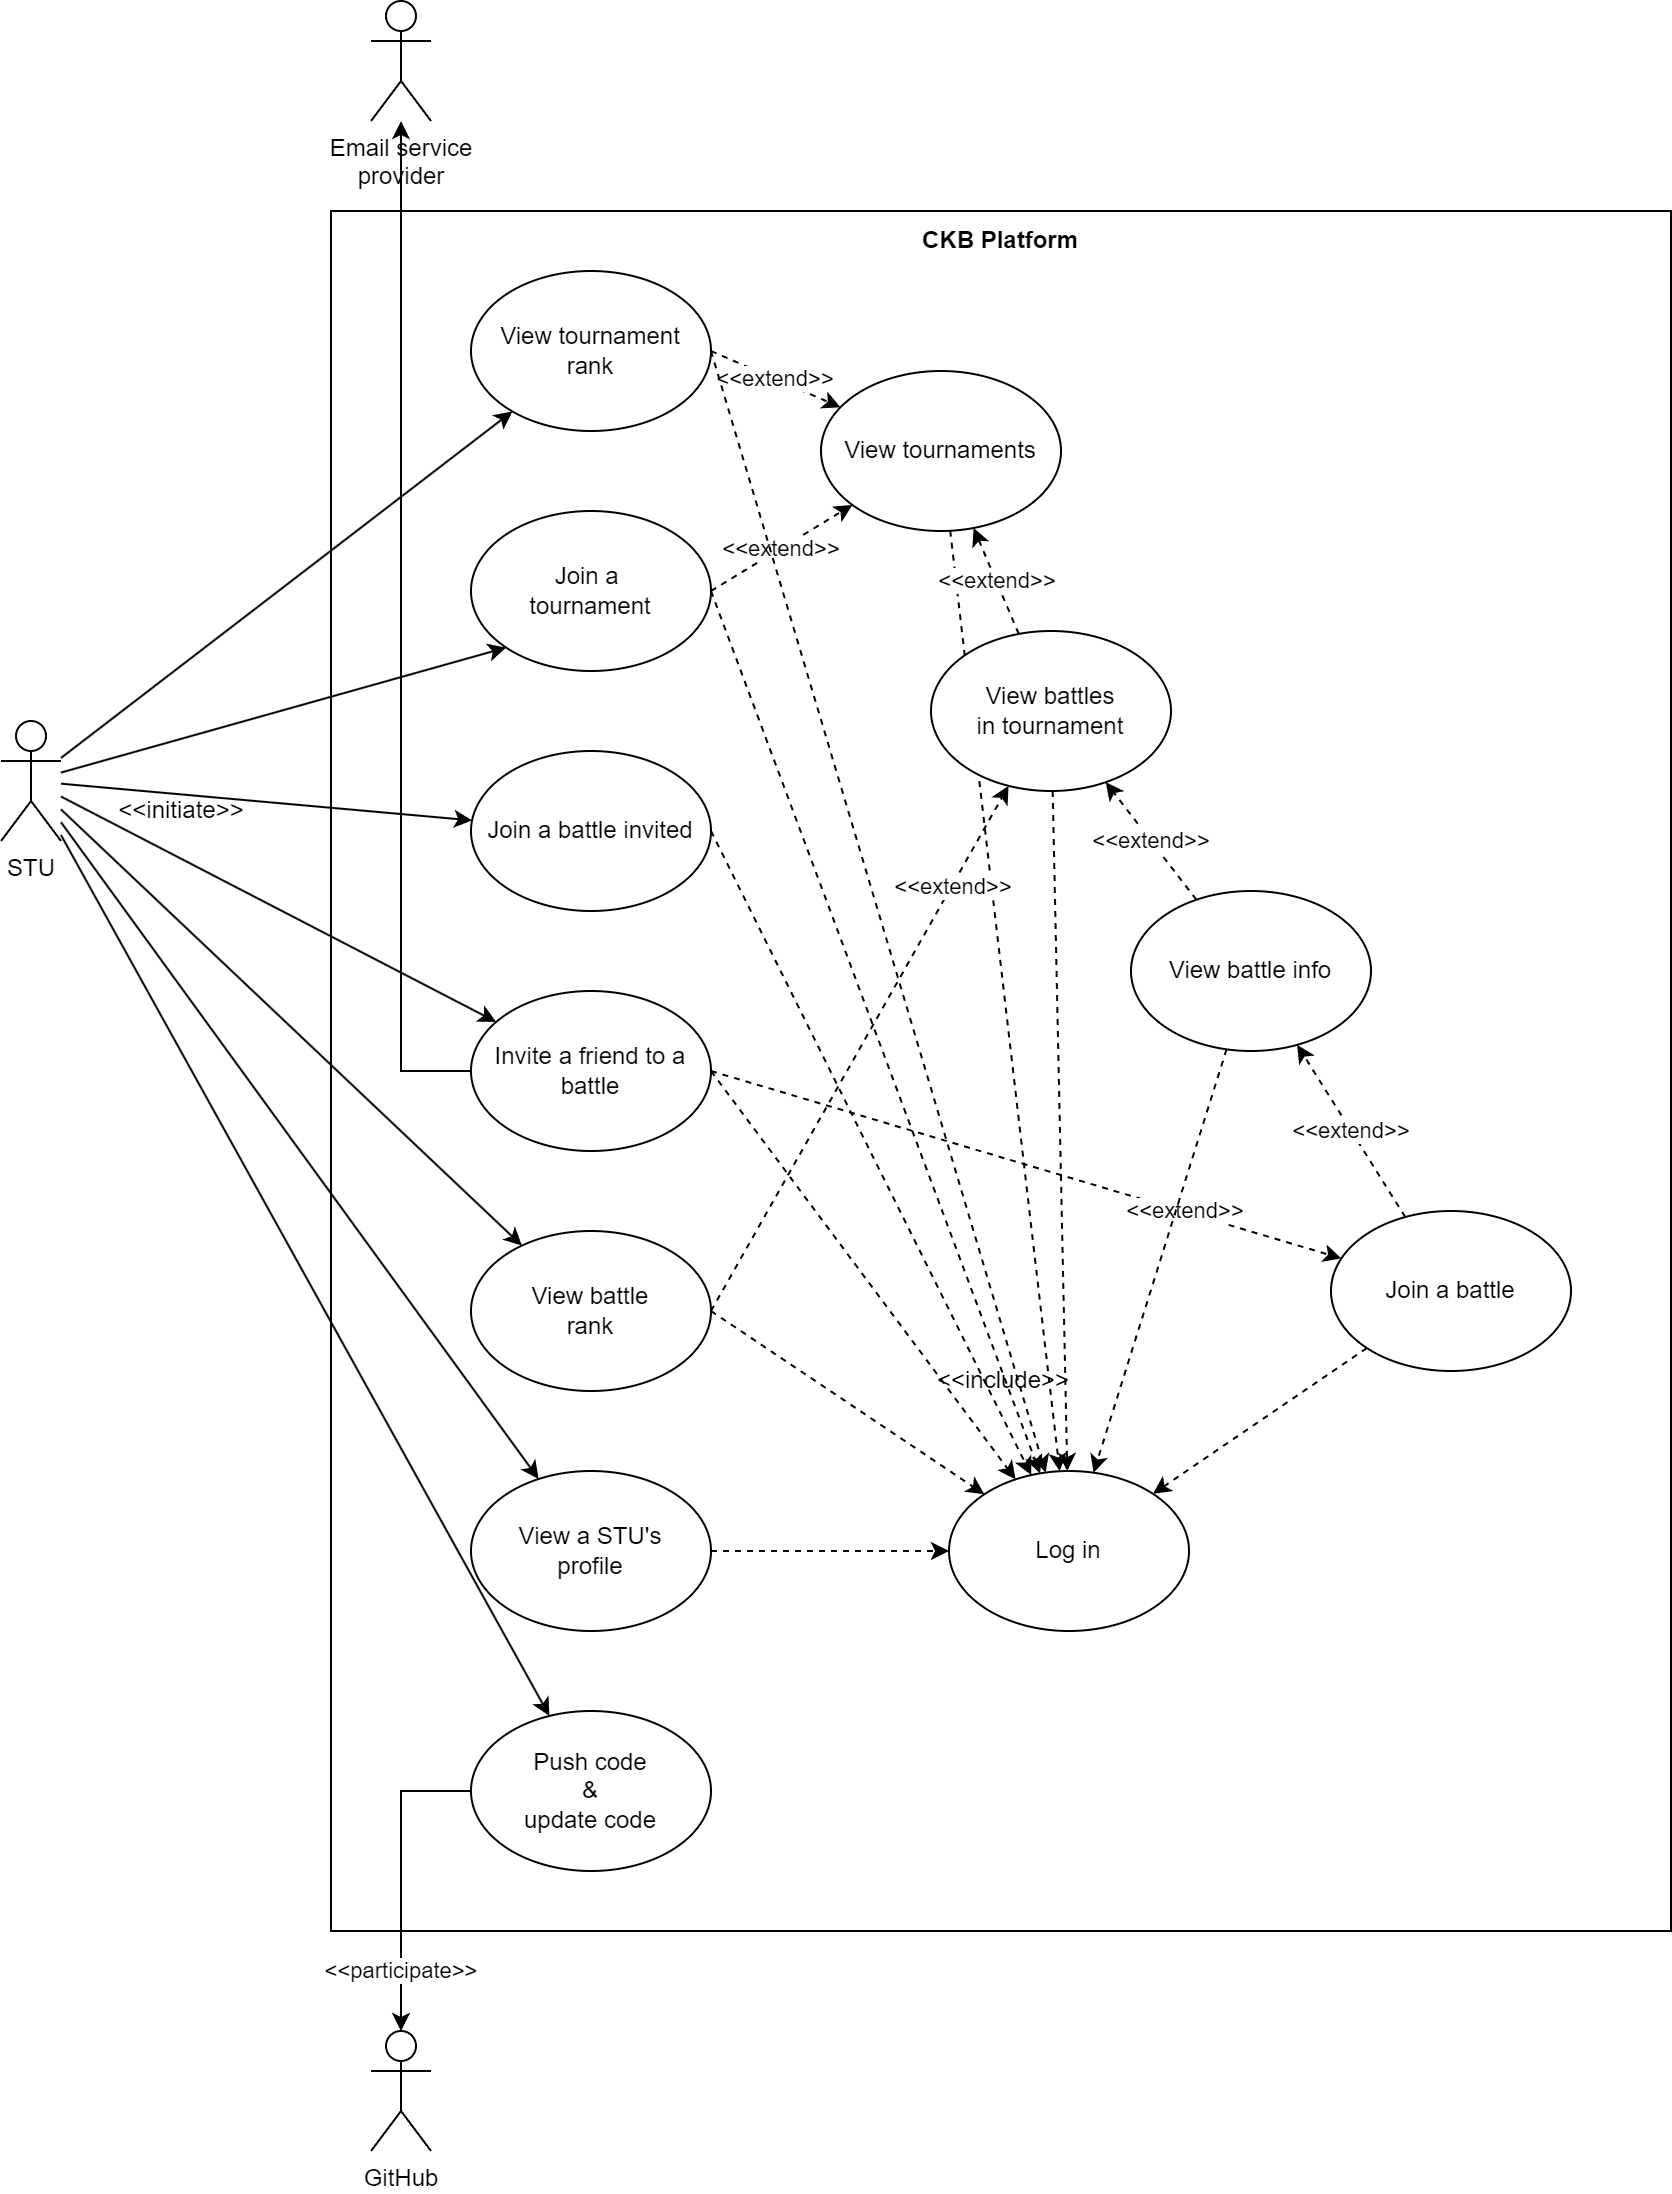 Email service
provider
CKB Platform
View tournament
rank
<<extend>>
View tournaments
<<extend>>
Join a
tournament
<<extend>>
View battles
in tournament
<<initiate>>
STU
Join a battle invited
<<extend>>
<<extend>>
View battle info
Invite a friend to a
battle
<<extend>>
<<extend>>
View battle
rank
Join a battle
<<include>>
View a STU's
profile
Log in
Push code
&
update code
<<participate>>
GitHub